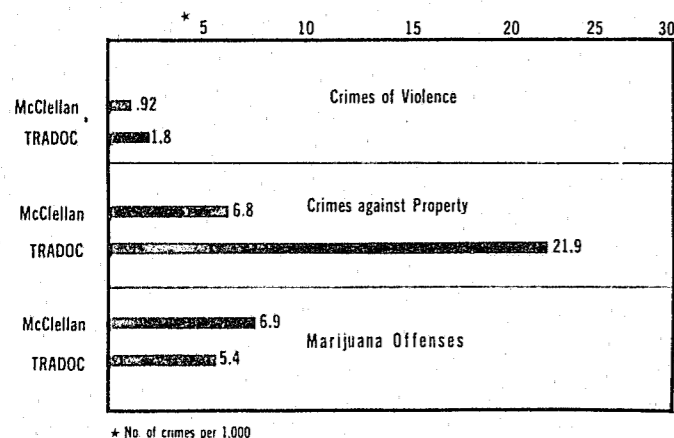 * 5 10 15 20 25 30
Crimes of Violence
McClellan .92
TRADOC 1.8
McClellan 6.8 Crimes against Property
TRADOC 21.9
McClellan 6.9
Marijuana Offenses
TRADOC 5.4
★ No. of crimes per 1.000